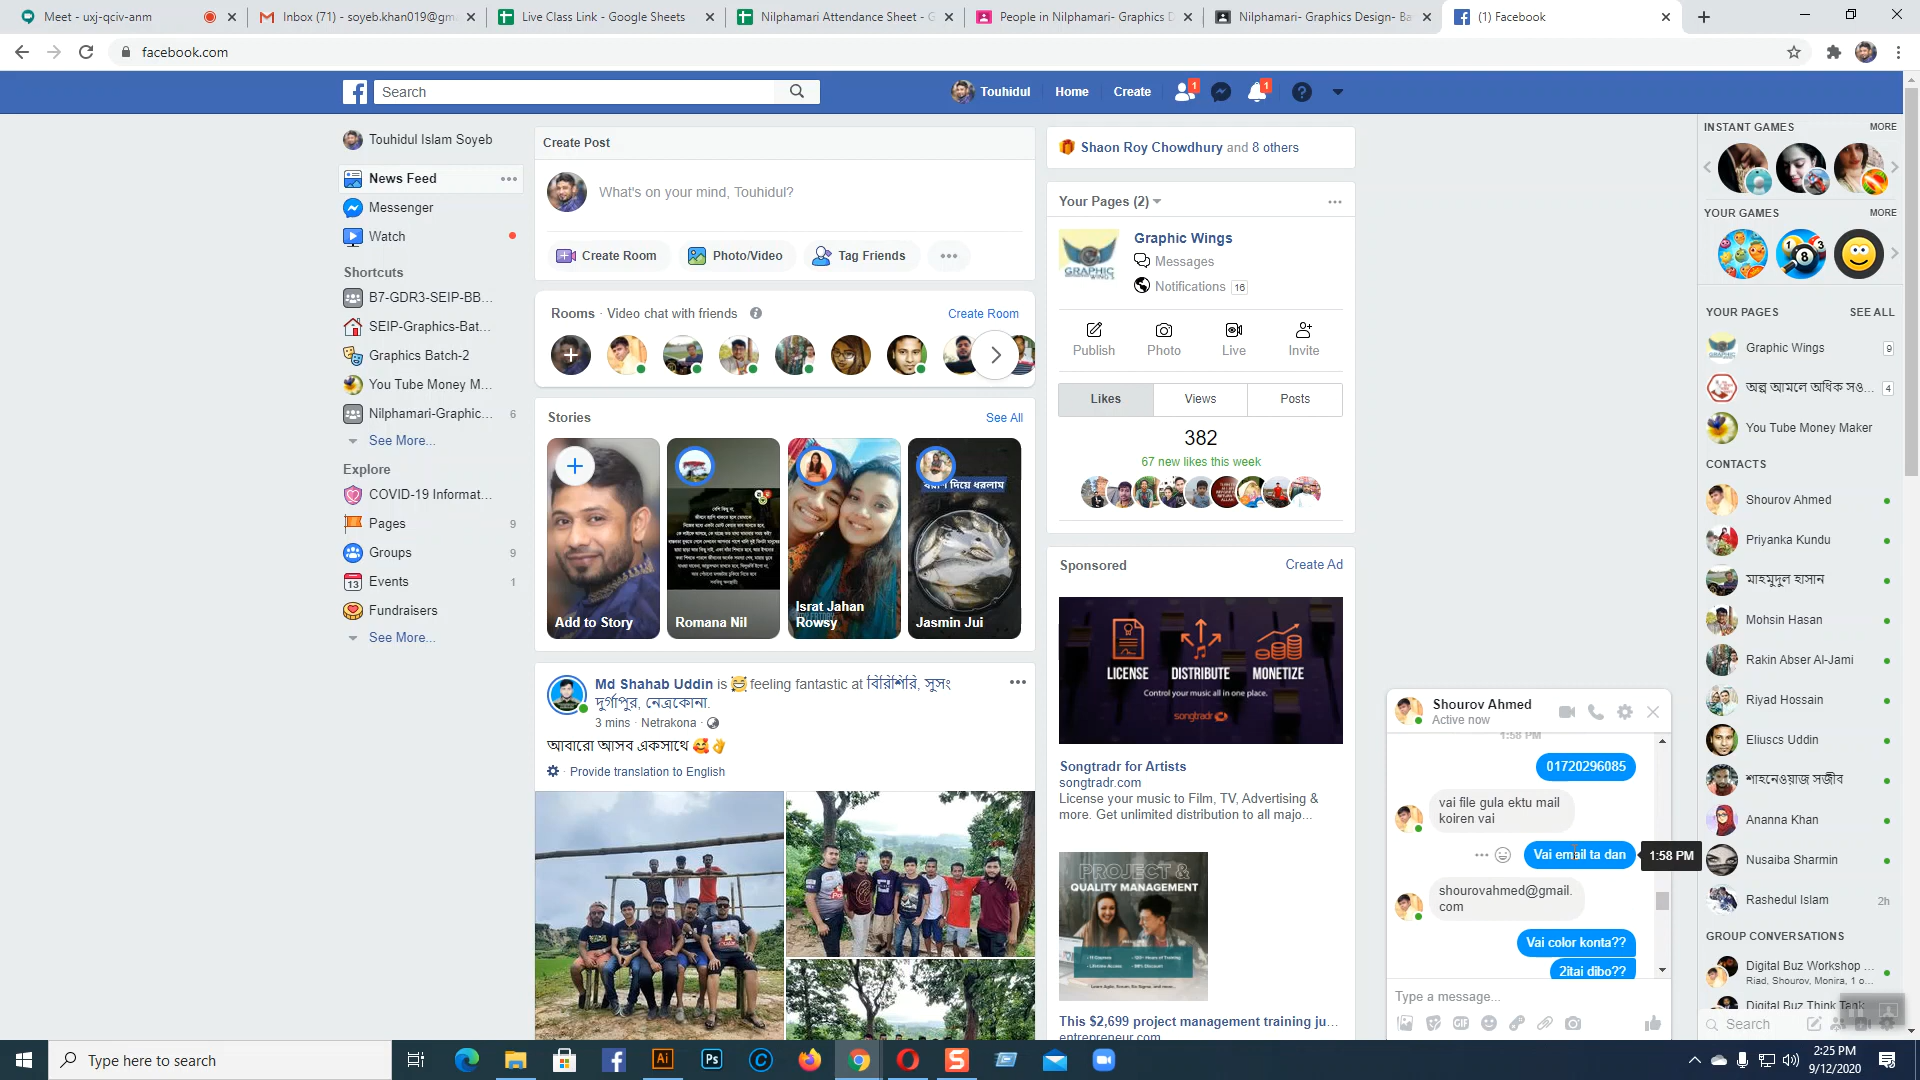 Meet - uxj-qciv-anm
Inbox (71) - soyeb.khan019@gm
Live Class Link - Google Sheets
Nilphamari Attendance Sheet - G
People in Nilphamari- Graphics D
Nilphamari- Graphics Design- Ba
(1) Facebook
facebook.com
Search
Touhidul
Home
Create
1
1
Touhidul Islam Soyeb
News Feed
Messenger
Watch
Shortcuts
B7-GDR3-SEIP-BB...
SEIP-Graphics-Bat...
Graphics Batch-2
You Tube Money M...
Nilphamari-Graphic... 6
See More...
Explore
COVID-19 Informat...
Pages 9
Groups 9
Events 1
Fundraisers
See More...
Create Post
What's on your mind, Touhidul?
Create Room
Photo/Video
Tag Friends
Rooms · Video chat with friends
Create Room
Stories
See All
Add to Story
Romana Nil
Israt Jahan
Rowsy
Jasmin Jui
Md Shahab Uddin is feeling fantastic at বিরিশিরি, সুসং
দুর্গাপুর, নেত্রকোনা.
3 mins · Netrakona ·
আবারো আসব একসাথে
· Provide translation to English
Shaon Roy Chowdhury and 8 others
Your Pages (2)
GRAPHIC
Graphic Wings
Messages
Notifications 16
Publish
Photo
Live
Invite
Likes
Views
Posts
382
67 new likes this week
Sponsored
Create Ad
LICENSE
DISTRIBUTE
MONETIZE
Control your music all in one place.
songtradr
Songtradr for Artists
songtradr.com
License your music to Film, TV, Advertising &
more. Get unlimited distribution to all majo...
PROJECT &
QUALITY MANAGEMENT
This $2,699 project management training ju...
entrepreneur.com
INSTANT GAMES
MORE
YOUR GAMES
MORE
YOUR PAGES
SEE ALL
Graphic Wings 9
অল্প আমলে অধিক সও... 4
You Tube Money Maker
CONTACTS
Shourov Ahmed
Priyanka Kundu
মাহমুদুল হাসান
Mohsin Hasan
Rakin Abser Al-Jami
Riyad Hossain
Eliuscs Uddin
শাহনেওয়াজ সজীব
Ananna Khan
Nusaiba Sharmin
Rashedul Islam 2h
GROUP CONVERSATIONS
Digital Buz Workshop ...
Riad, Shourov, Monira, 1 o...
Digital Buz Think Tank
Search
Shourov Ahmed
Active now
1:58 PM
01720296085
vai file gula ektu mail
koiren vai
Vai email ta dan
1:58 PM
shourovahmed@gmail.
com
Vai color konta??
2itai dibo??
Type a message...
Type here to search
2:25 PM
9/12/2020